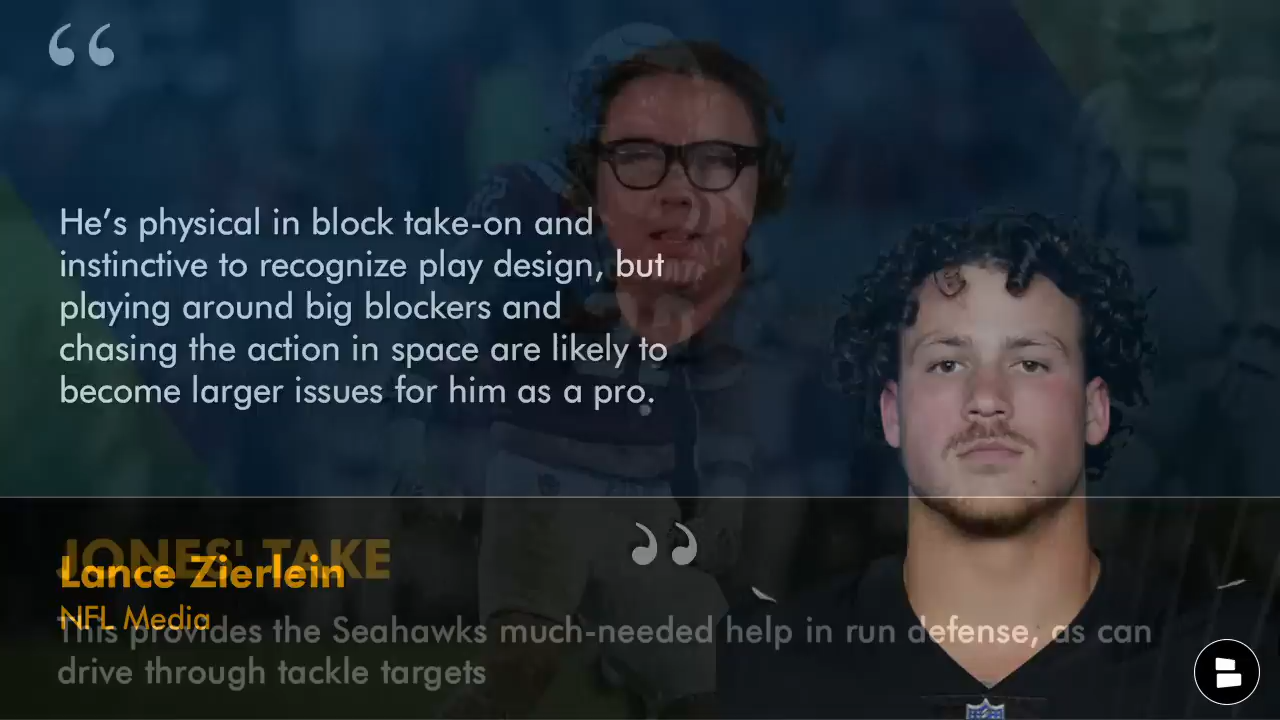 “
He’s physical in block take-on and
instinctive to recognize play design, but
playing around big blockers and
chasing the action in space are likely to
become larger issues for him as a pro.
”
JONES' TAKE
Lance Zierlein
NFL Media
This provides the Seahawks much-needed help in run defense, as can
drive through tackle targets